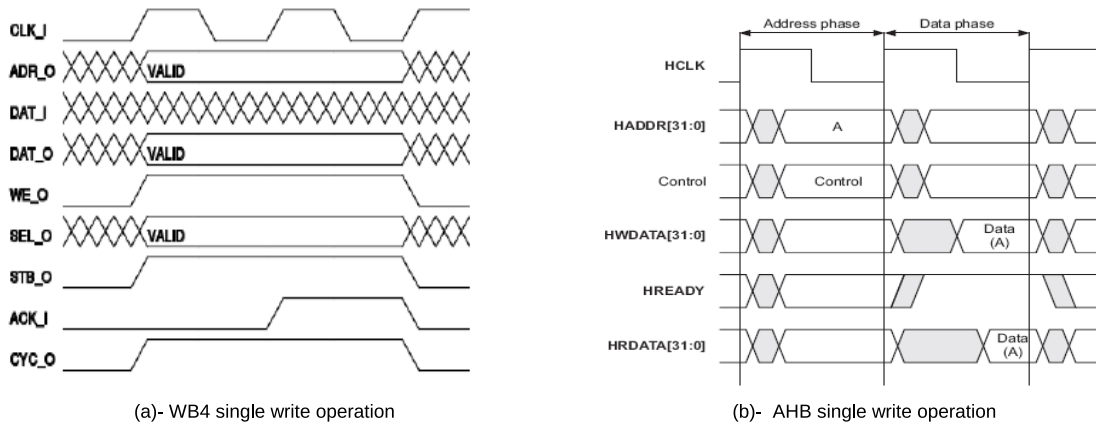 CLK_I
ADR_O
VALID
DAT_I
DAT_O
VALID
WE_O
SEL_O
VALID
STB_O
ACK_I
CYC_O
(a)- WB4 single write operation
Address phase
Data phase
HCLK
HADDR[31:0]
A
Control
Control
HWDATA[31:0]
Data
(A)
HREADY
HRDATA[31:0]
Data
(A)
(b)- AHB single write operation